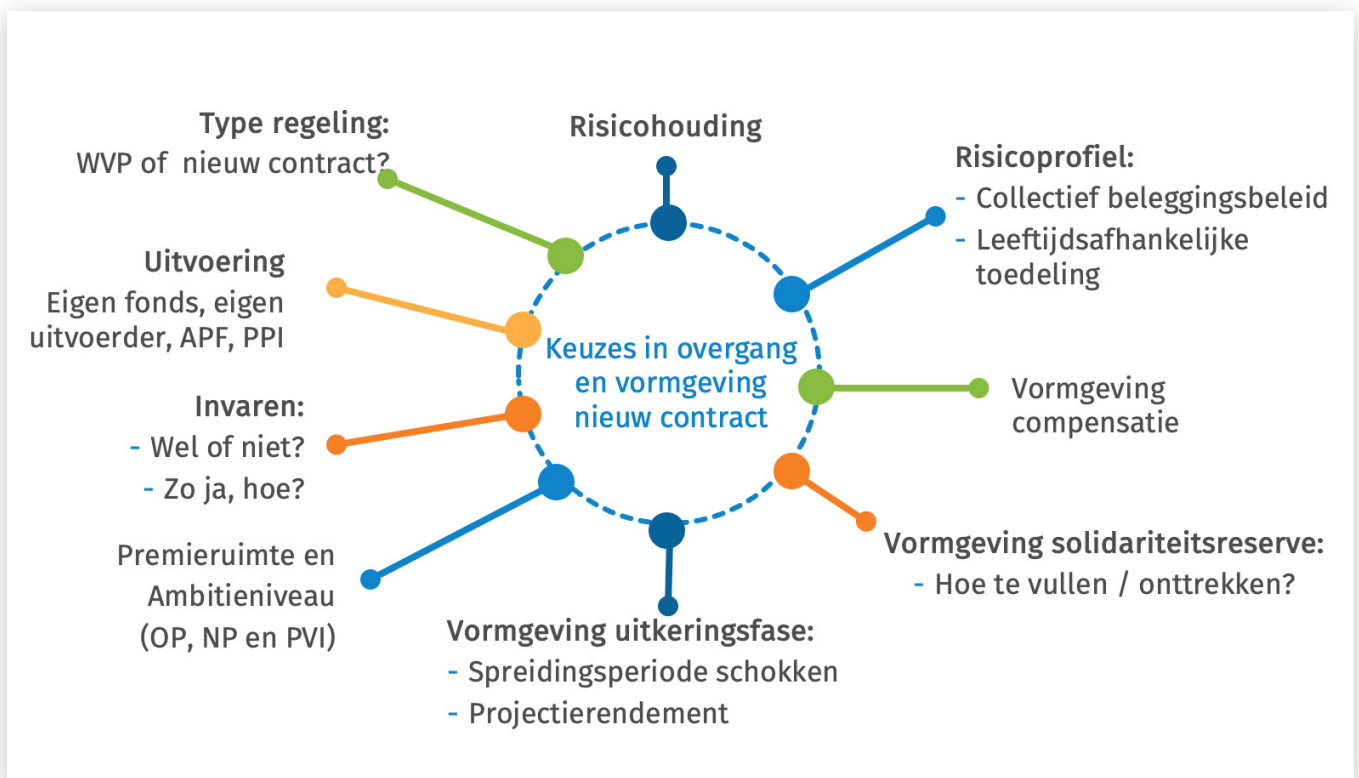 Type regeling:
WVP of nieuw contract?
Risicohouding
Risicoprofiel:
- Collectief beleggingsbeleid
- Leeftijdsafhankelijke
toedeling
Uitvoering
Eigen fonds, eigen
uitvoerder, APF, PPI
Keuzes in overgang
en vormgeving
nieuw contract
Vormgeving
compensatie
Invaren:
- Wel of niet?
- Zo ja, hoe?
Vormgeving solidariteitsreserve:
- Hoe te vullen / onttrekken?
Premieruimte en
Ambitieniveau
(OP, NP en PVI)
Vormgeving uitkeringsfase:
- Spreidingsperiode schokken
- Projectierendement